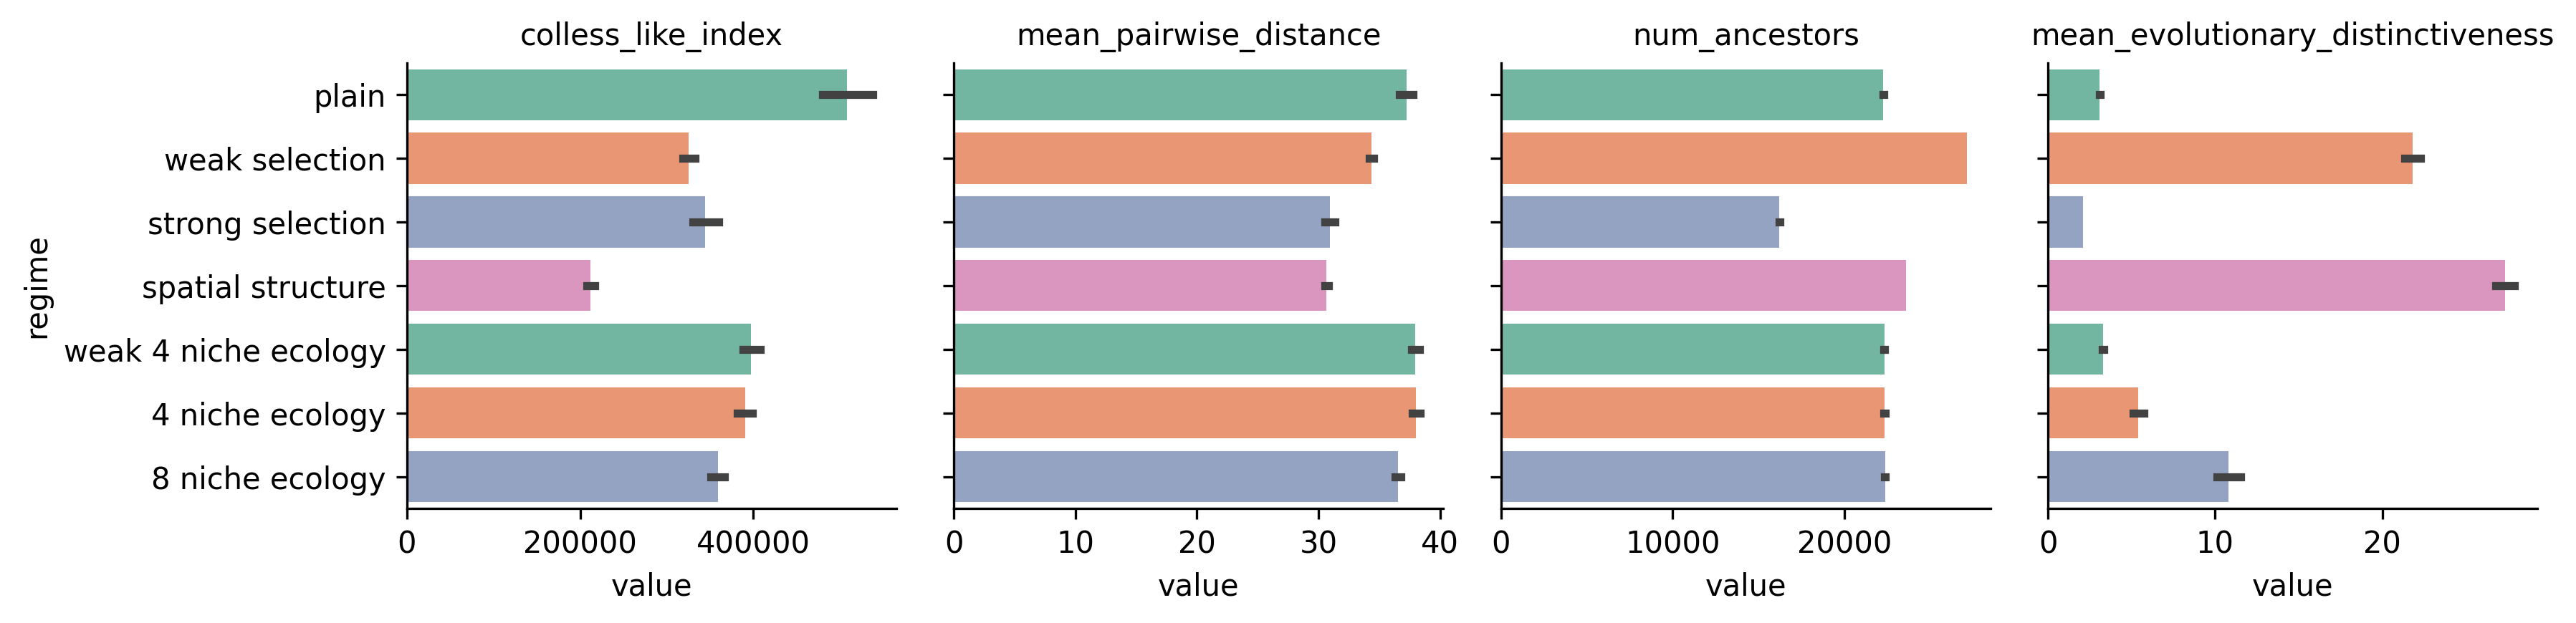 colless_like_index
mean_pairwise_distance
num_ancestors
mean_evolutionary_distinctiveness
regime
plain
weak selection
strong selection
spatial structure
weak 4 niche ecology
4 niche ecology
8 niche ecology
0 200000 400000
0 10 20 30 40
0 10000 20000
0 10 20
value
value
value
value